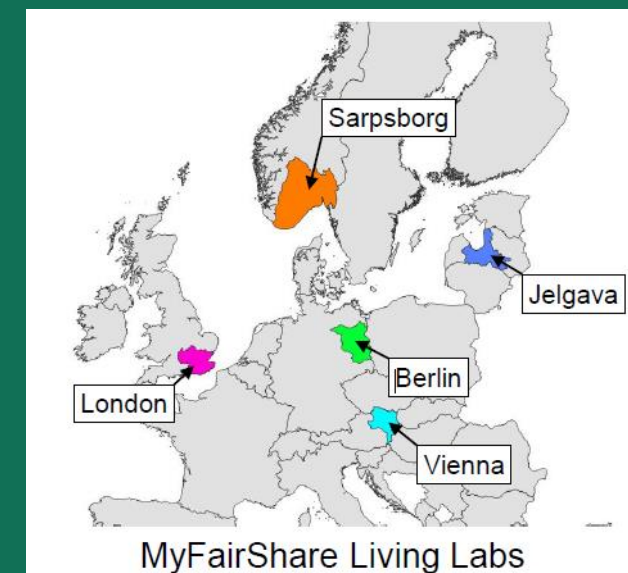 Sarpsborg
Jelgava
Berlin
London
Vienna
MyFairShare Living Labs